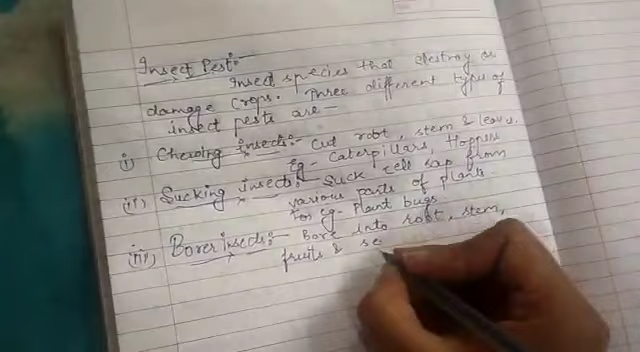 Insect Pest:-
Insect species that destroy or
damage Crops. Three different types of
insect pests are -
i) Chewing insects:- Cut root, stem & leaves.
Eg - Caterpillars, Hoppers
(ii) Sucking insects:- Suck cell sap from
various parts of plants
For eg - Plant bugs
(iii) Borer insects:- Bore into root, stem,
fruits & se